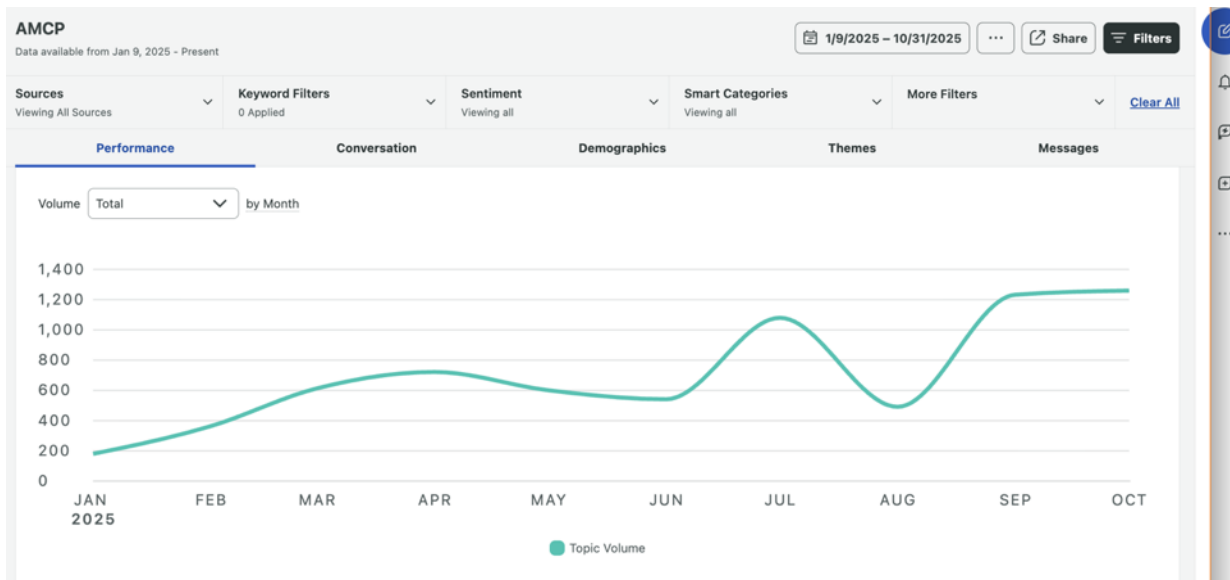 AMCP
Data available from Jan 9, 2025 - Present
1/9/2025 – 10/31/2025
...
Share
Filters
Sources
Viewing All Sources
Keyword Filters
0 Applied
Sentiment
Viewing all
Smart Categories
Viewing all
More Filters
Clear All
Performance Conversation Demographics Themes Messages
Volume Total by Month
1,400
1,200
1,000
800
600
400
200
0
JAN FEB MAR APR MAY JUN JUL AUG SEP OCT
2025
Topic Volume